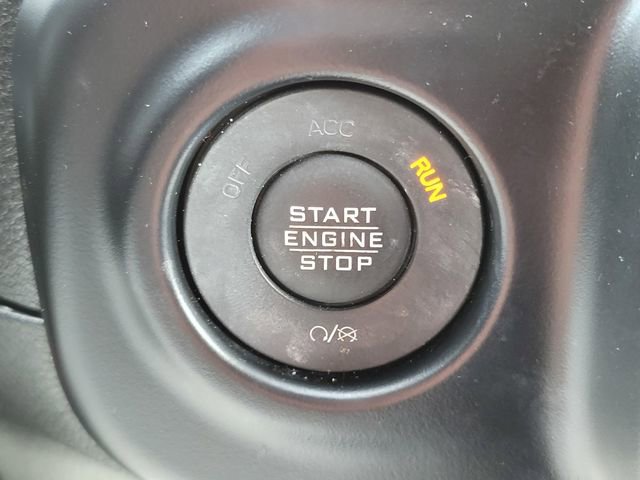 ACC
OFF
RUN
START
ENGINE
STOP